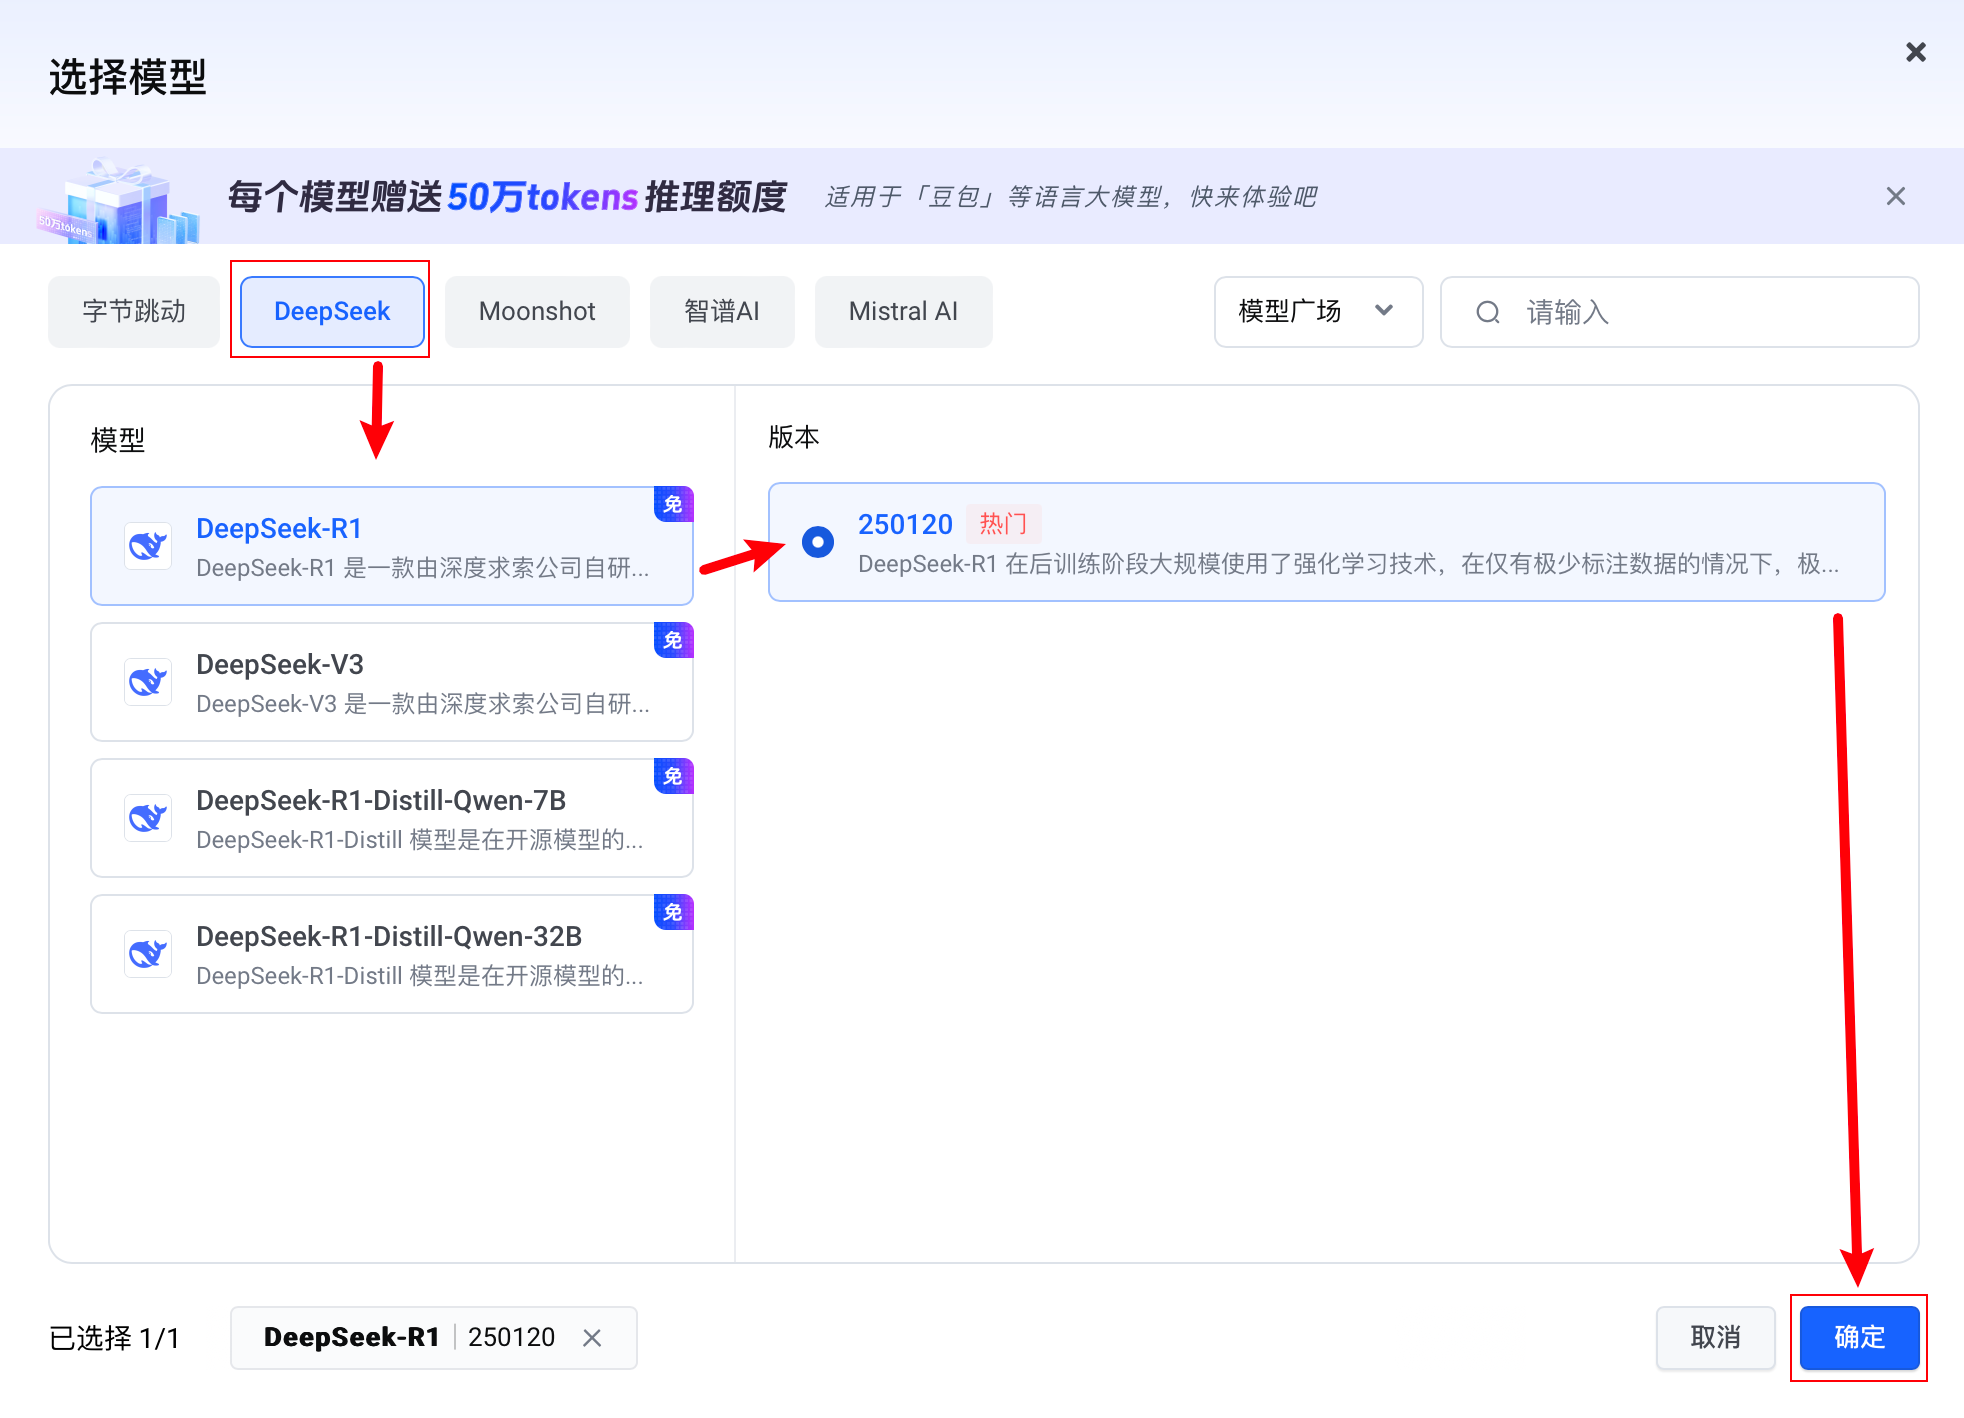 选择模型
50万tokens
每个模型赠送50万tokens推理额度 适用于「豆包」等语言大模型，快来体验吧
字节跳动 DeepSeek Moonshot 智谱AI Mistral AI 模型广场 请输入
模型
免
DeepSeek-R1
DeepSeek-R1 是一款由深度求索公司自研...
免
DeepSeek-V3
DeepSeek-V3 是一款由深度求索公司自研...
免
DeepSeek-R1-Distill-Qwen-7B
DeepSeek-R1-Distill 模型是在开源模型的...
免
DeepSeek-R1-Distill-Qwen-32B
DeepSeek-R1-Distill 模型是在开源模型的...
版本
250120 热门
DeepSeek-R1 在后训练阶段大规模使用了强化学习技术，在仅有极少标注数据的情况下，极...
已选择 1/1 DeepSeek-R1 250120 取消 确定